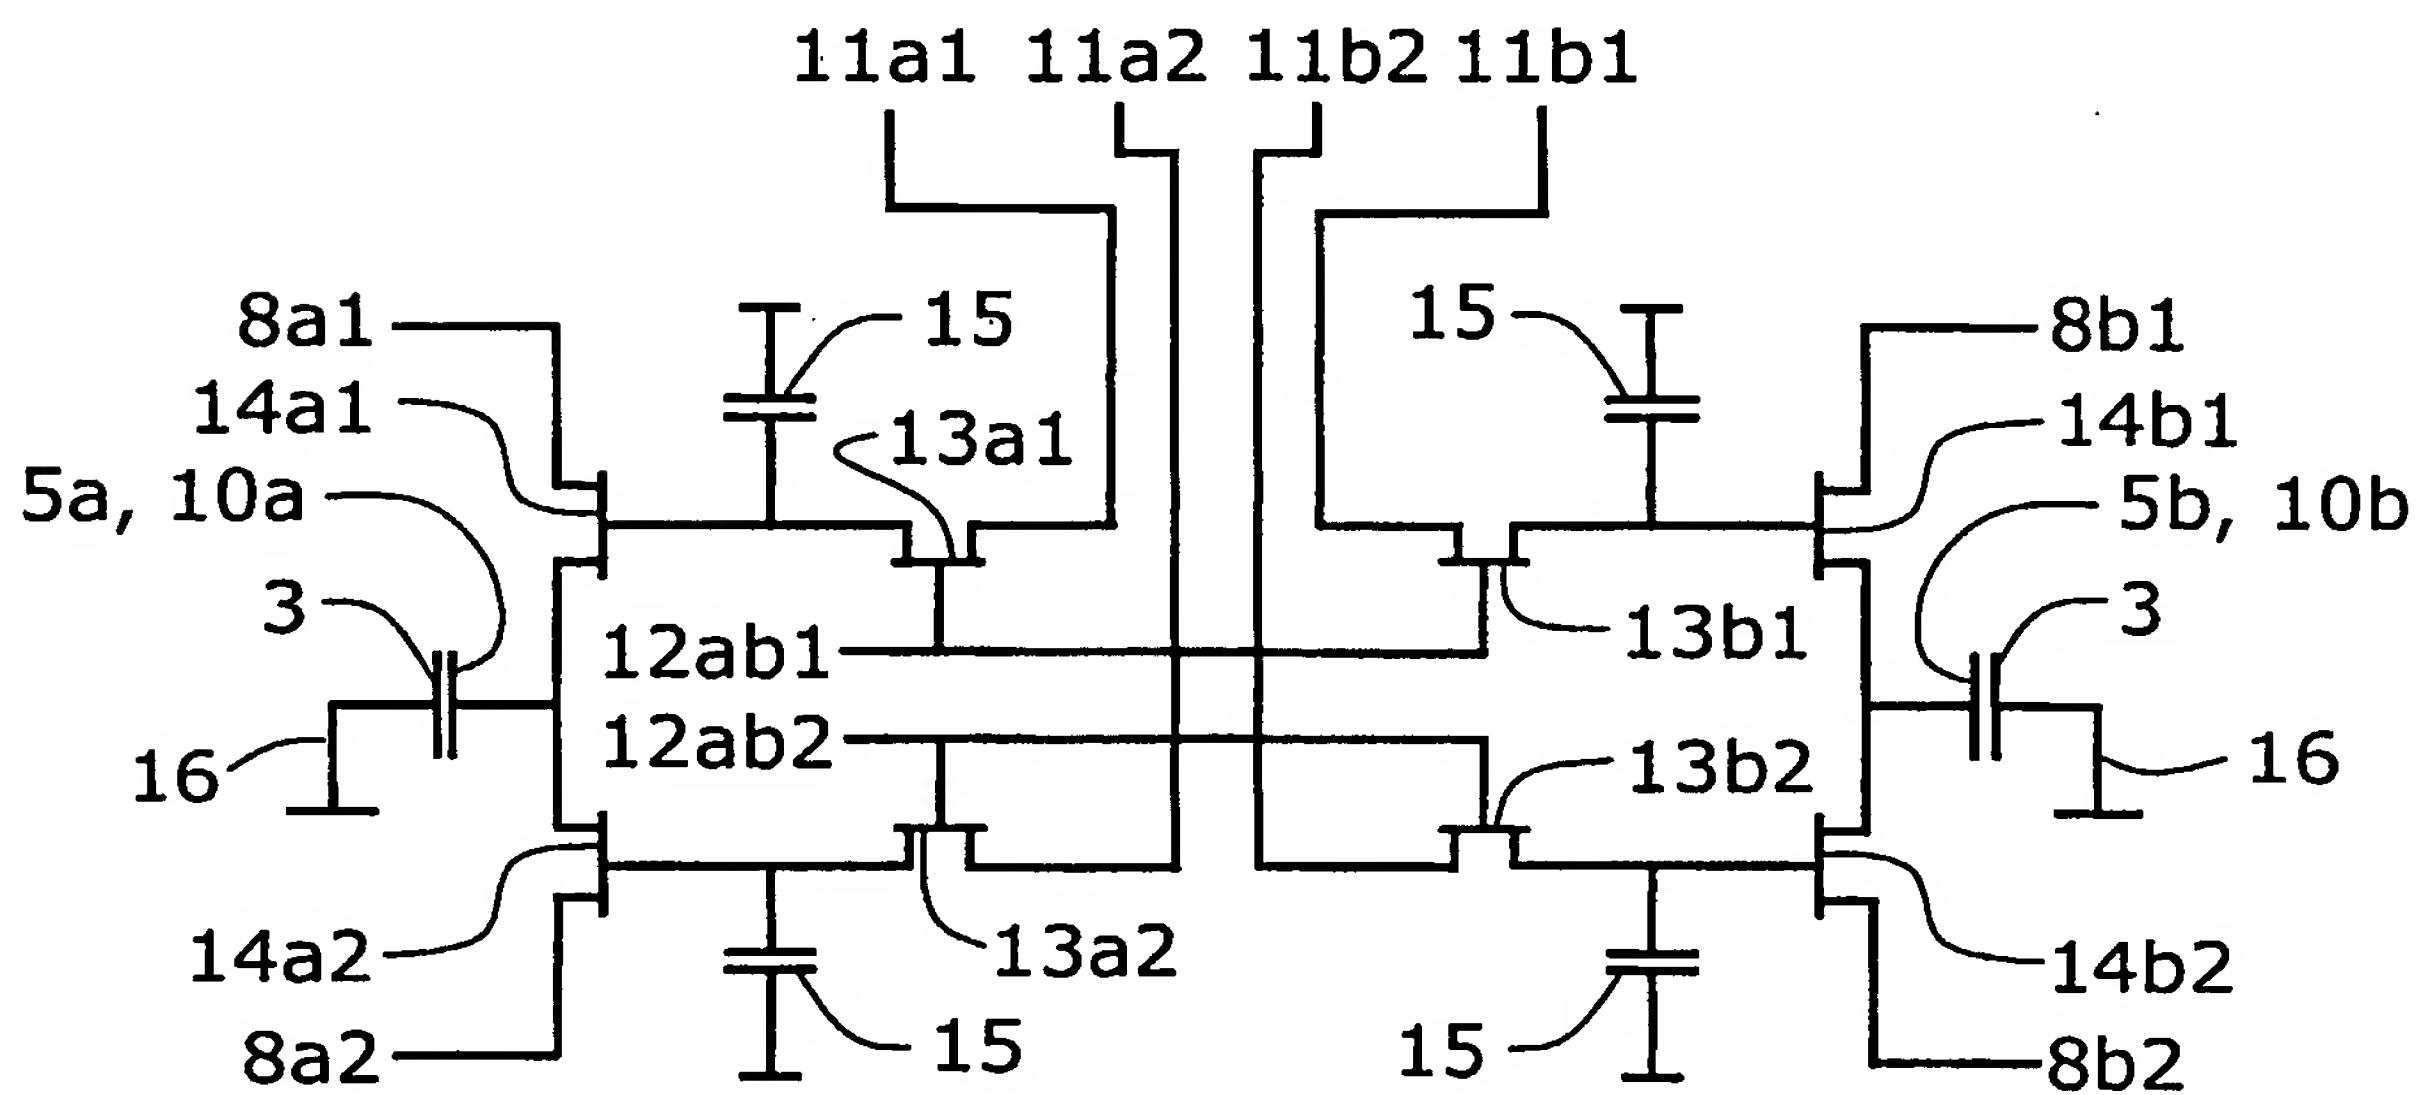 11a1 11a2 11b2 11b1
8a1 15 15 8b1
14a1 13a1 14b1
5a, 10a 5b, 10b
3 12ab1 13b1 3
16 12ab2 13b2 16
14a2 13a2 14b2
8a2 15 15 8b2